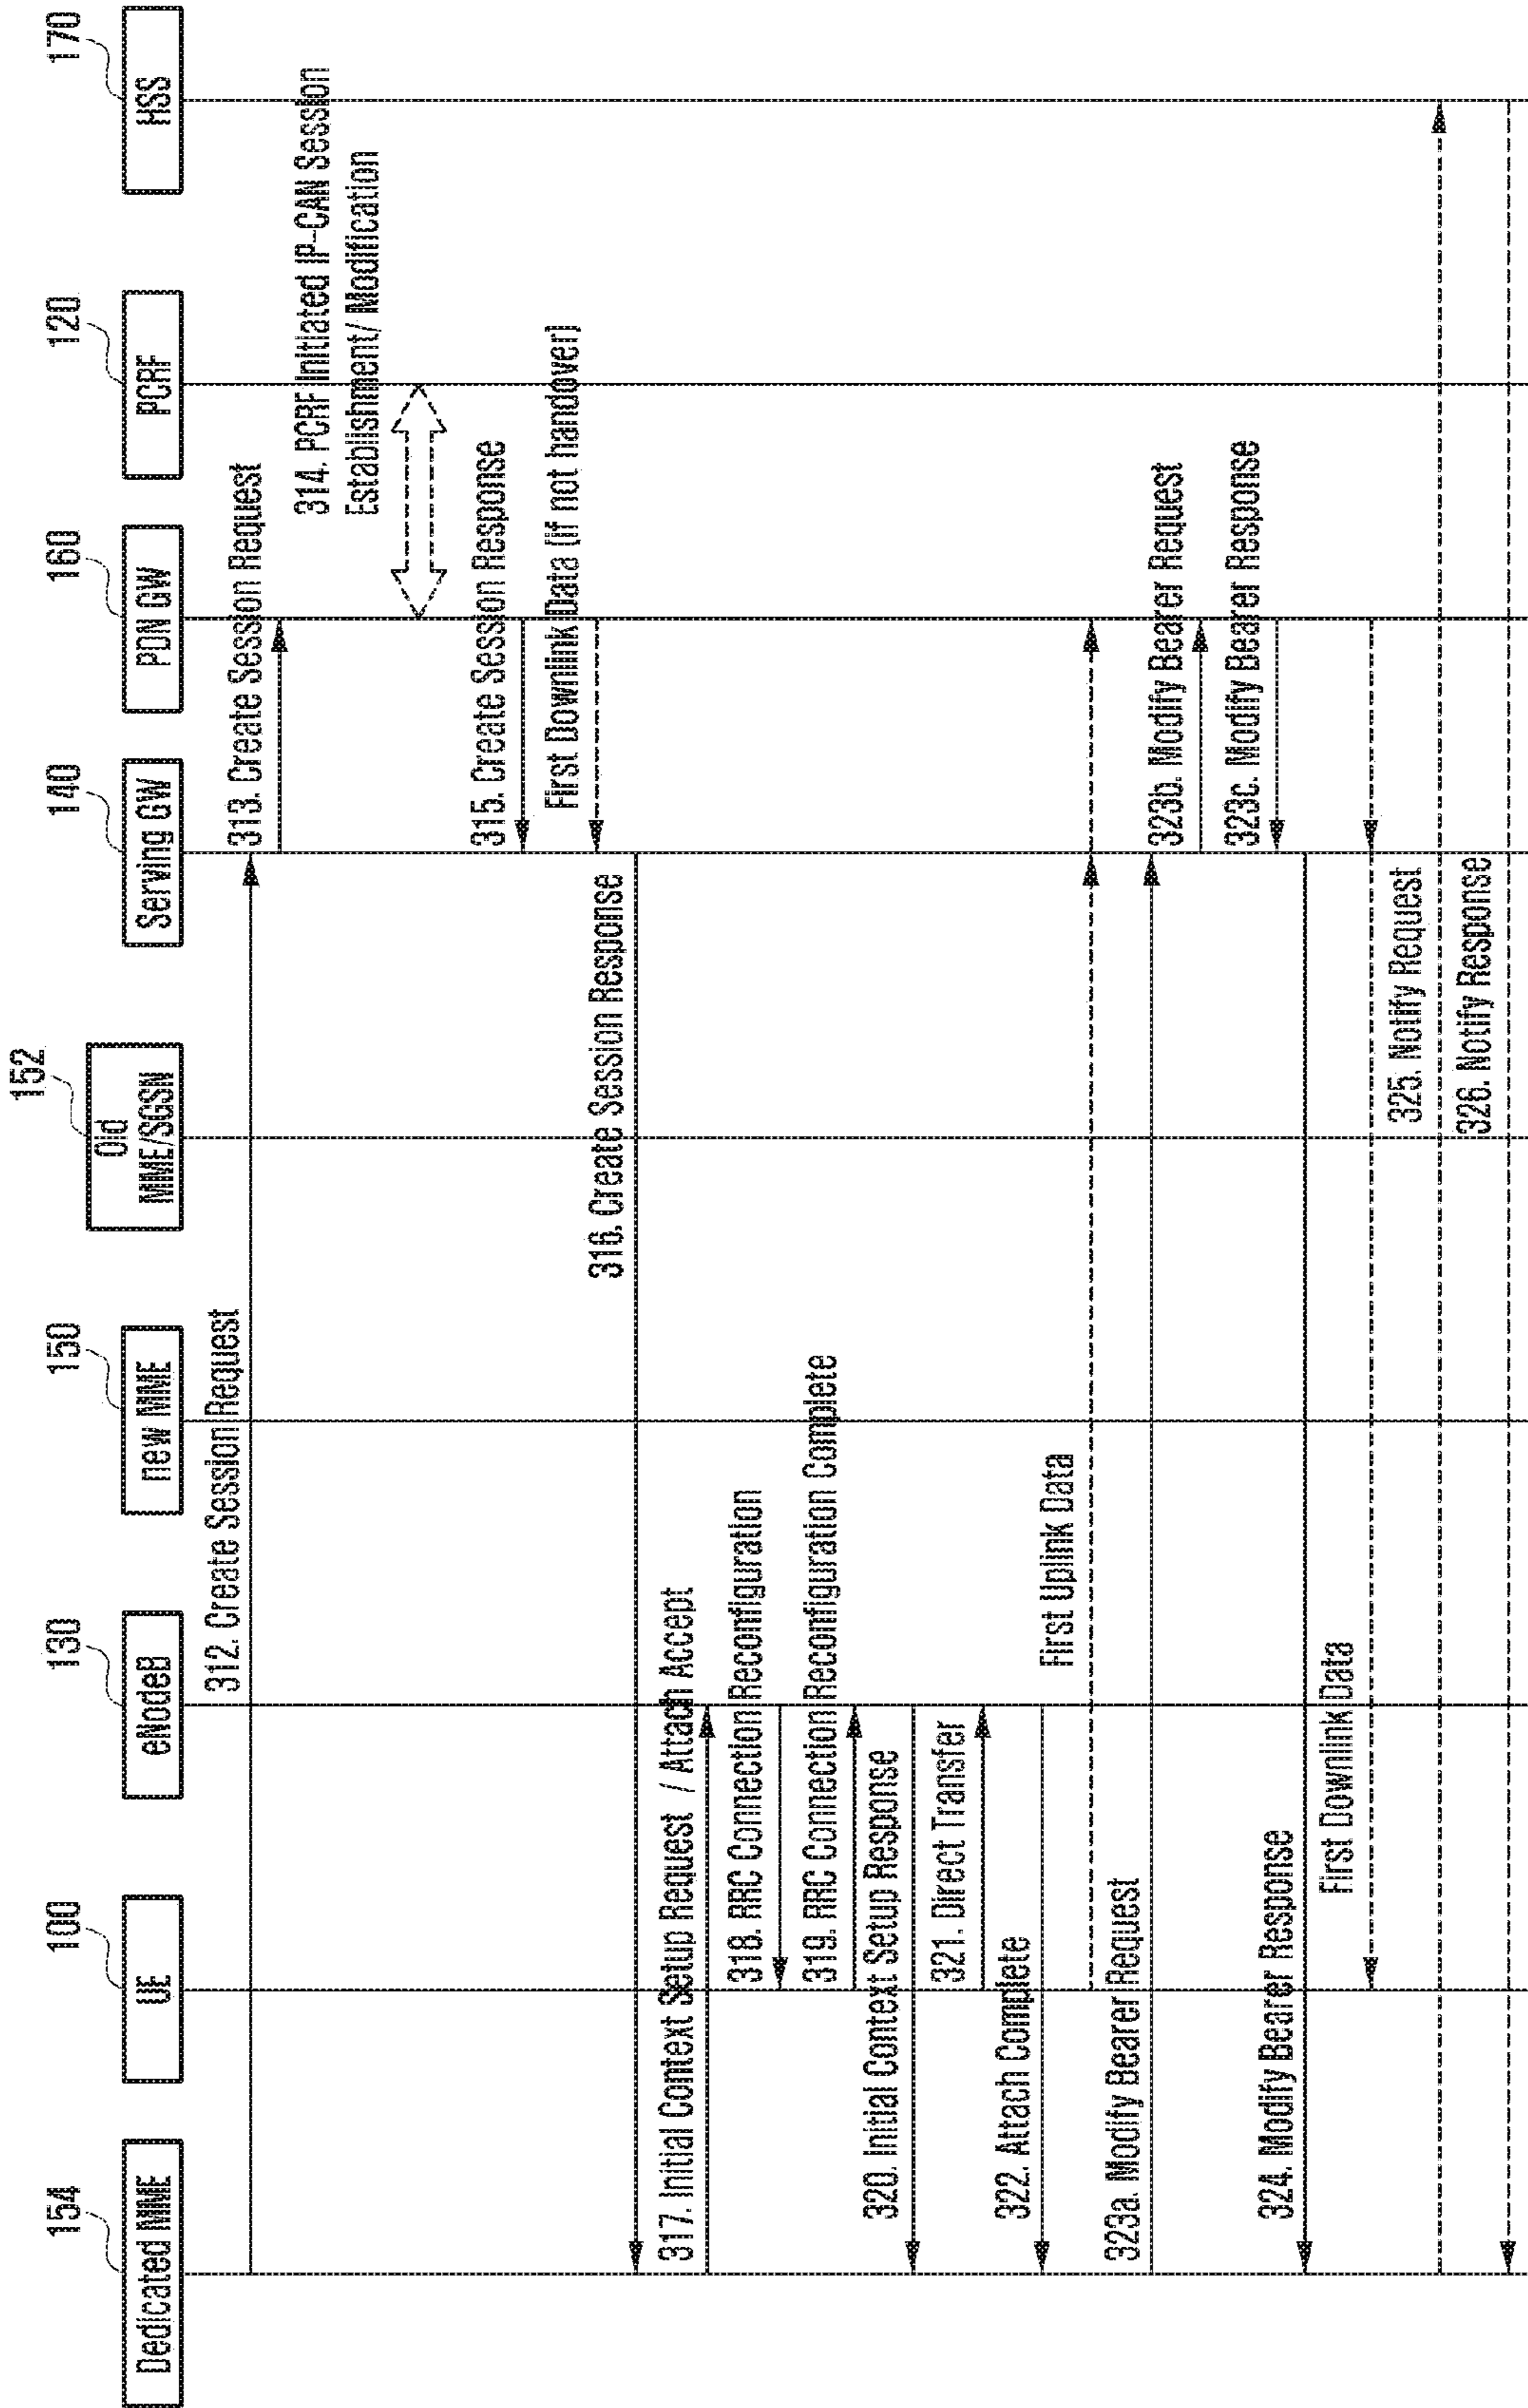 154
Dedicated MME
100
UE
130
eNodeB
150
new MME
152
Old
MME/SGSN
140
Serving GW
160
PDN GW
120
PCRF
170
HSS
312. Create Session Request
313. Create Session Request
314. PCRF Initiated IP-CAN Session
Establishment/ Modification
315. Create Session Response
First Downlink Data (if not handover)
316. Create Session Response
317. Initial Context Setup Request / Attach Accept
318. RRC Connection Reconfiguration
319. RRC Connection Reconfiguration Complete
320. Initial Context Setup Response
321. Direct Transfer
322. Attach Complete
First Uplink Data
323a. Modify Bearer Request
323b. Modify Bearer Request
323c. Modify Bearer Response
324. Modify Bearer Response
First Downlink Data
325. Notify Request
326. Notify Response